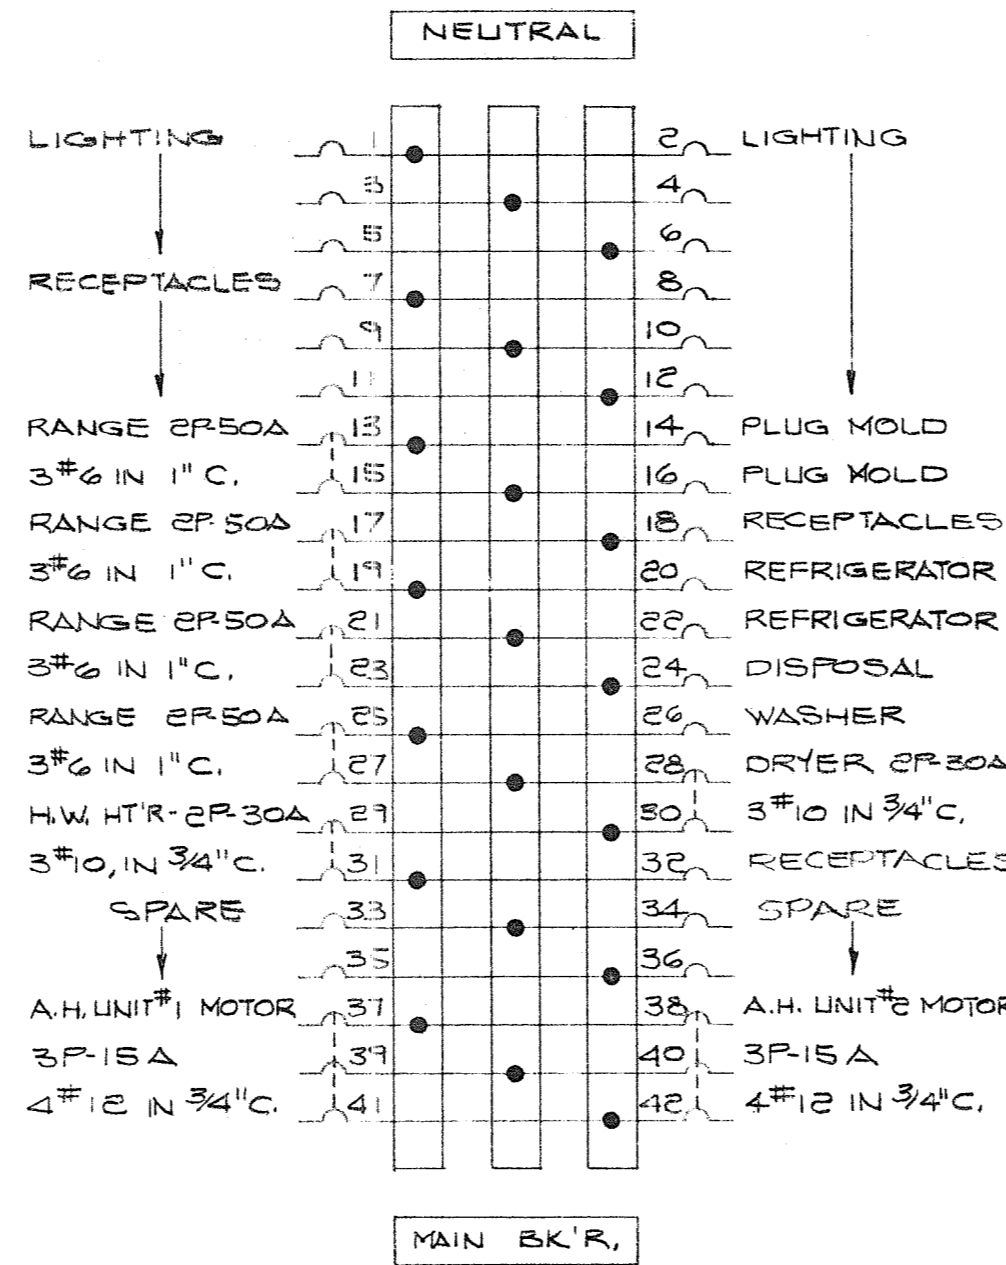 NEUTRAL
LIGHTING 1 2 LIGHTING
3 4
5 6
RECEPTACLES 7 8
9 10
11 12
RANGE 2P-50A 13 14 PLUG MOLD
3#6 IN 1" C. 15 16 PLUG MOLD
RANGE 2P-50A 17 18 RECEPTACLES
3#6 IN 1" C. 19 20 REFRIGERATOR
RANGE 2P-50A 21 22 REFRIGERATOR
3#6 IN 1" C. 23 24 DISPOSAL
RANGE 2P-50A 25 26 WASHER
3#6 IN 1" C. 27 28 DRYER 2P-30A
H.W. HT'R-2P-30A 29 30 3#10 IN 3/4" C.
3#10, IN 3/4" C. 31 32 RECEPTACLES
SPARE 33 34 SPARE
35 36
A.H. UNIT#1 MOTOR 37 38 A.H. UNIT#2 MOTOR
3P-15A 39 40 3P-15A
4#12 IN 3/4" C. 41 42 4#12 IN 3/4" C.
MAIN BK'R.